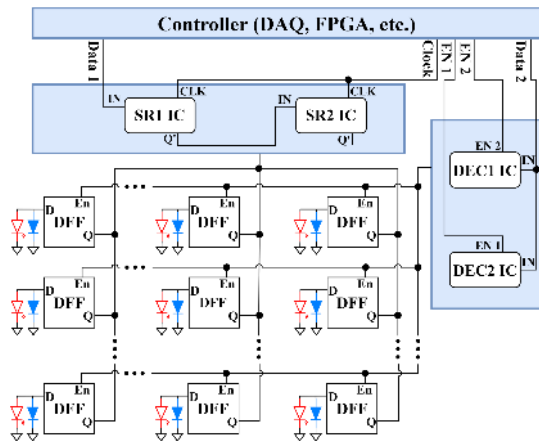 Controller (DAQ, FPGA, etc.)
Data 1
Clock
EN 1
EN 2
Data 2
CLK
CLK
IN
SR1 IC
IN
SR2 IC
Q'
Q'
EN 2
DEC1 IC
IN
EN 1
DEC2 IC
IN
En
En
En
D
DFF
Q
D
DFF
Q
D
DFF
Q
En
En
En
D
DFF
Q
D
DFF
Q
D
DFF
Q
En
En
En
D
DFF
Q
D
DFF
Q
D
DFF
Q